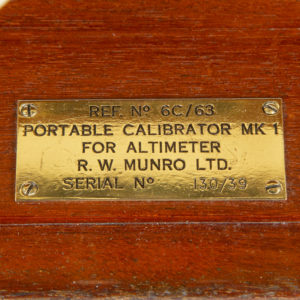 REF. Nº 6C/63
PORTABLE CALIBRATOR MK 1
FOR ALTIMETER
R. W. MUNRO LTD.
SERIAL Nº 130/39